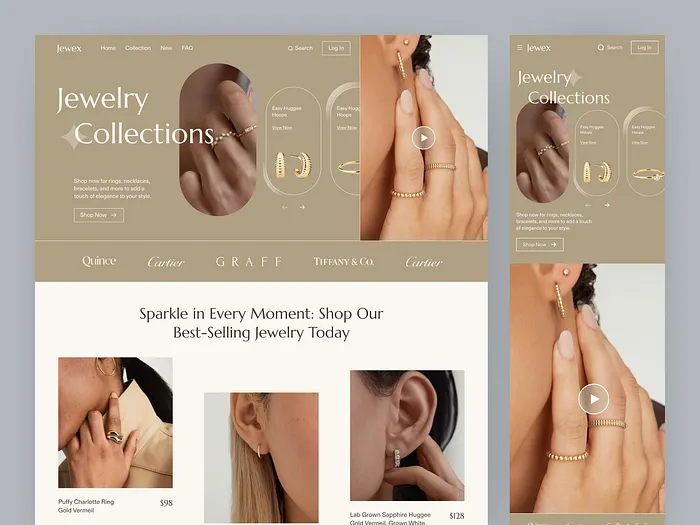 Jewex
Home Collection New FAQ
Search
Log In
Jewelry
Collections
Shop now for rings, necklaces,
bracelets, and more to add a
touch of elegance to your style.
Shop Now
Easy Huggee
Hoops
View Now
Easy Hugg
Hoops
View Now
Quince
Cartier
GRAFF
TIFFANY & CO.
Cartier
Sparkle in Every Moment: Shop Our
Best-Selling Jewelry Today
Puffy Charlotte Ring
Gold Vermeil
$98
Lab Grown Sapphire Huggee
Gold Vermeil, Grown White
$128
Jewex
Search
Log In
Jewelry
Collections
Easy Huggee
Hoops
View Now
Easy Huggee
Hoops
View Now
Shop now for rings, necklaces,
bracelets, and more to add a
touch of elegance to your style.
Shop Now